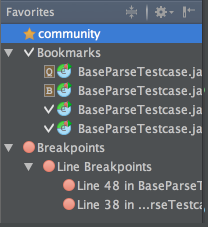 Favorites
community
Bookmarks
Q BaseParseTestcase.ja
B BaseParseTestcase.ja
BaseParseTestcase.ja
BaseParseTestcase.ja
Breakpoints
Line Breakpoints
Line 48 in BaseParseT
Line 38 in ...rseTestca